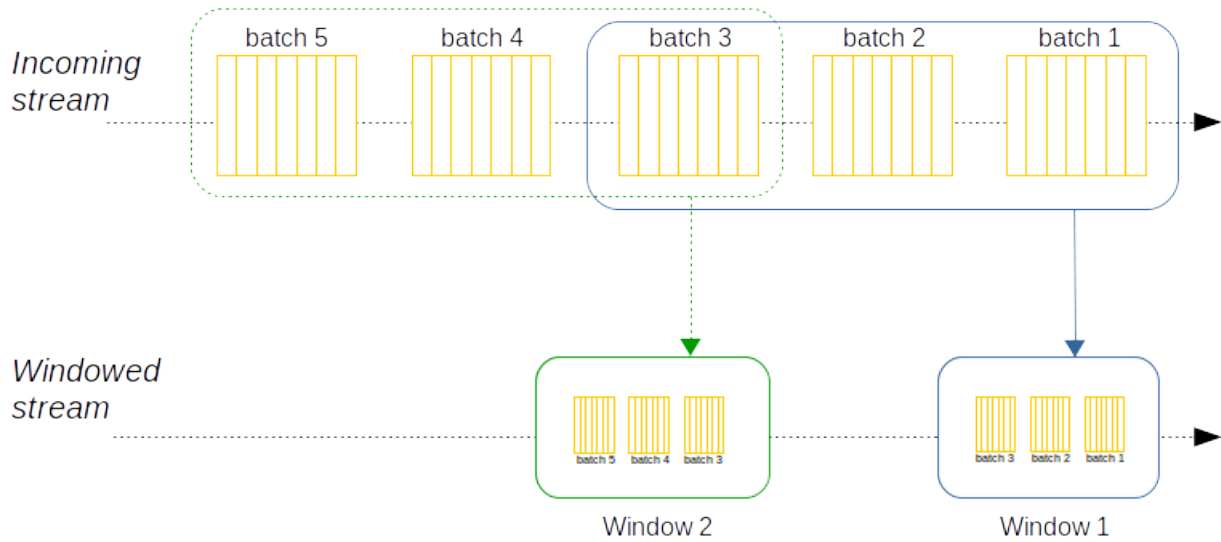 batch 5
batch 4
batch 3
batch 2
batch 1
Incoming
stream
Windowed
stream
batch 5
batch 4
batch 3
batch 3
batch 2
batch 1
Window 2
Window 1